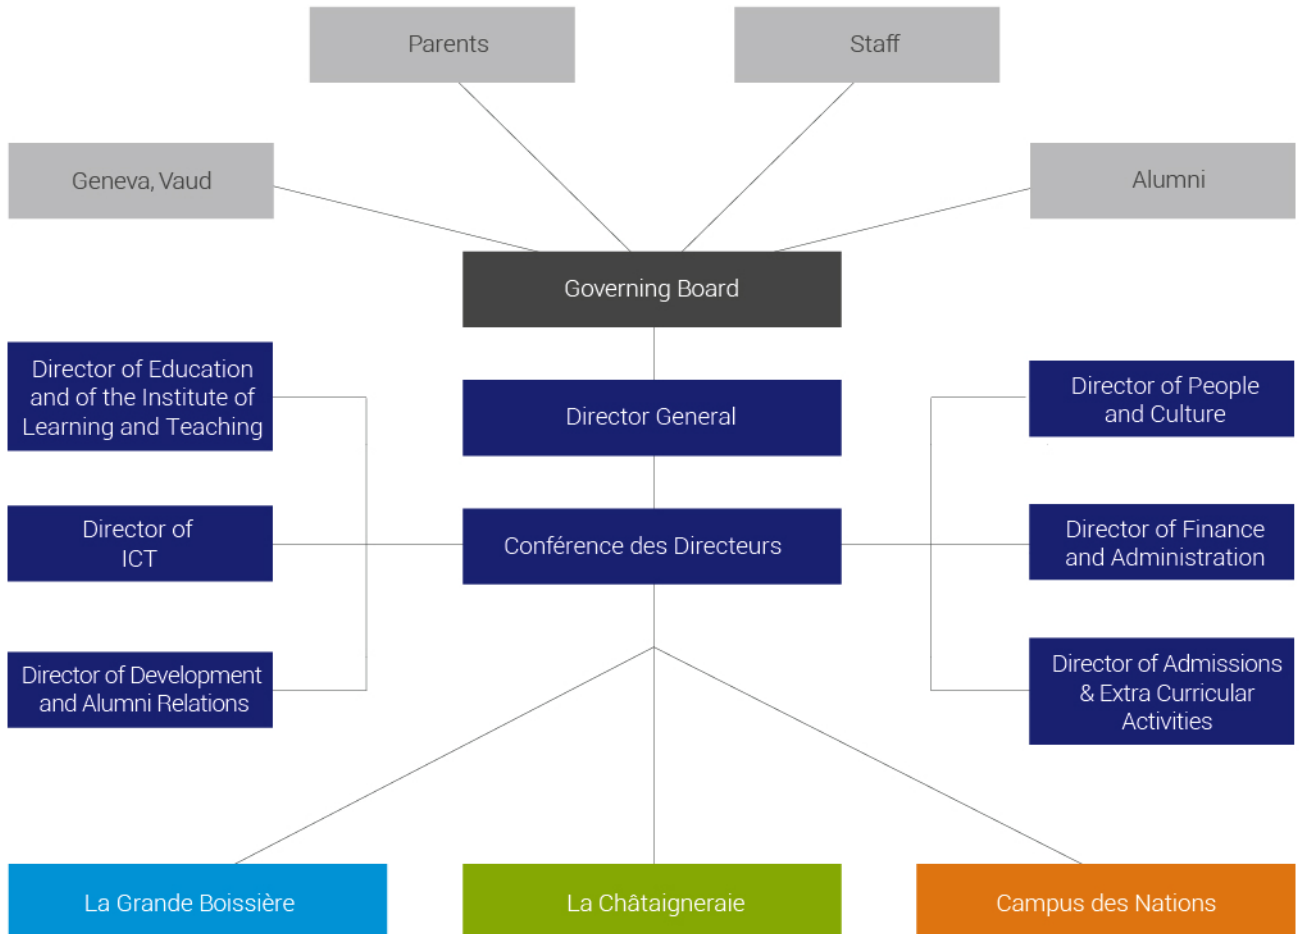 Parents
Staff
Geneva, Vaud
Alumni
Governing Board
Director of Education
and of the Institute of
Learning and Teaching
Director General
Director of People
and Culture
Director of
ICT
Conférence des Directeurs
Director of Finance
and Administration
Director of Development
and Alumni Relations
Director of Admissions
& Extra Curricular
Activities
La Grande Boissière
La Châtaigneraie
Campus des Nations